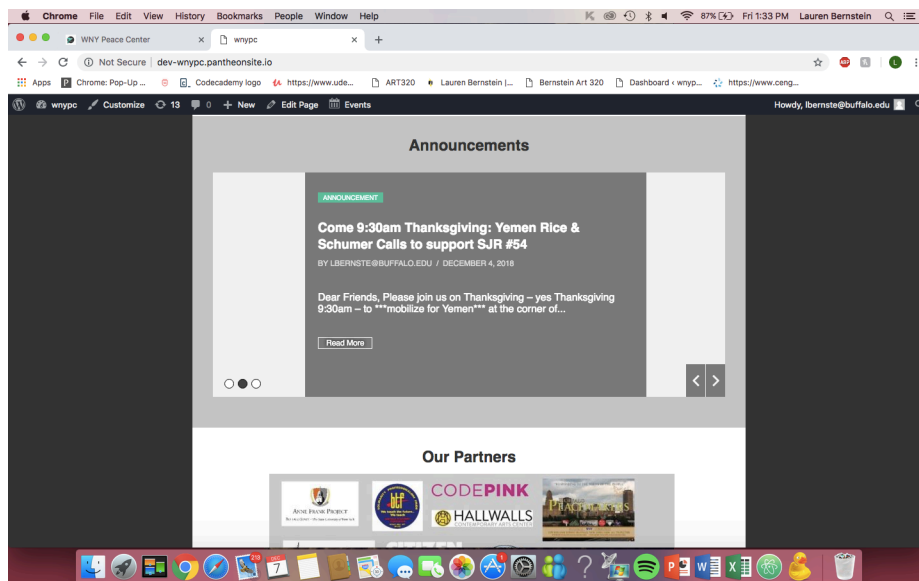 Chrome File Edit View History Bookmarks People Window Help 87% Fri 1:33 PM Lauren Bernstein
WNY Peace Center × wnypc × +
Not Secure | dev-wnypc.pantheonsite.io
Apps Chrome: Pop-Up ... Codecademy logo https://www.ude... ART320 Lauren Bernstein |... Bernstein Art 320 Dashboard ‹ wnyp... https://www.ceng...
wnypc Customize 13 0 + New Edit Page Events Howdy, lbernste@buffalo.edu
Announcements
ANNOUNCEMENT
Come 9:30am Thanksgiving: Yemen Rice &
Schumer Calls to support SJR #54
BY LBERNSTE@BUFFALO.EDU / DECEMBER 4, 2018
Dear Friends, Please join us on Thanksgiving – yes Thanksgiving
9:30am – to ***mobilize for Yemen*** at the corner of...
Read More
Our Partners
CODEPINK
ANNE FRANK PROJECT
btf
HALLWALLS
CONTEMPORARY ARTS CENTER
PEACEMAKERS
DEC
7